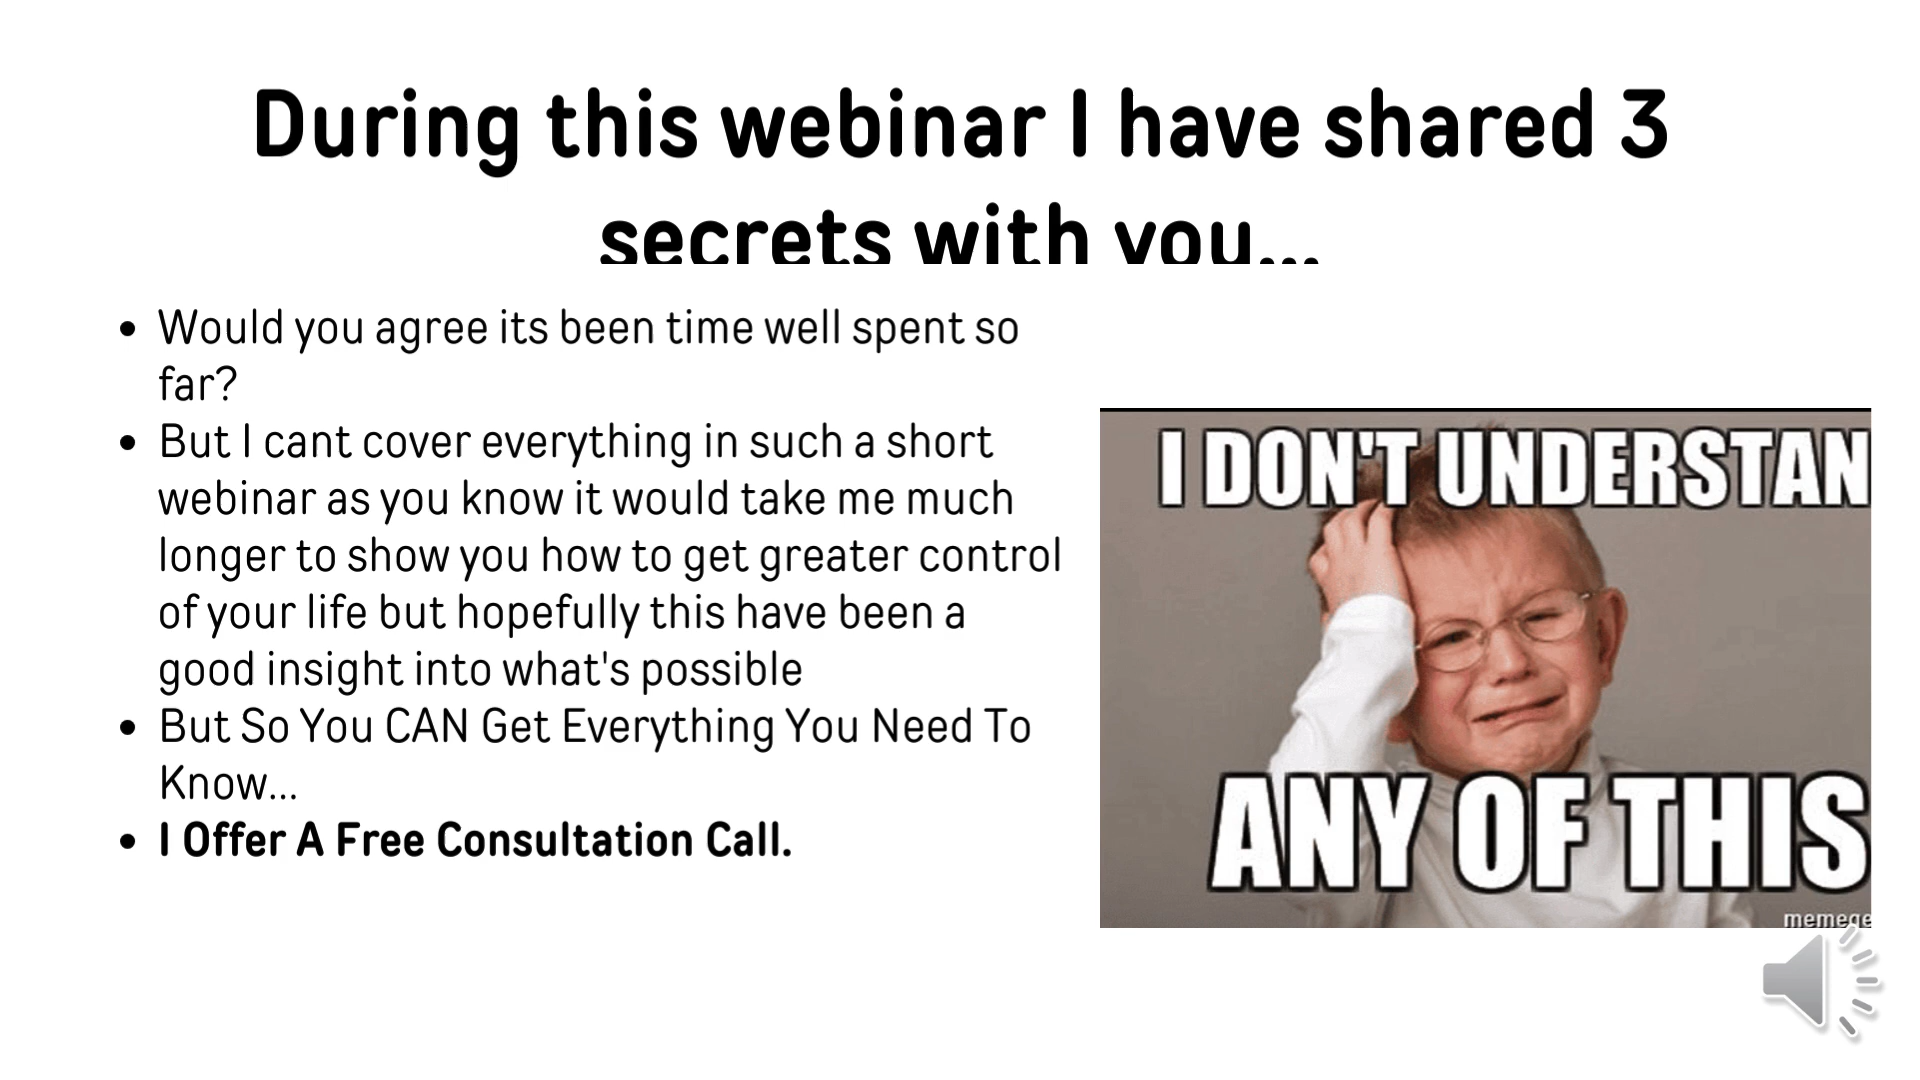 During this webinar I have shared 3
secrets with you...
• Would you agree its been time well spent so
far?
• But I cant cover everything in such a short
webinar as you know it would take me much
longer to show you how to get greater control
of your life but hopefully this have been a
good insight into what's possible
• But So You CAN Get Everything You Need To
Know...
• I Offer A Free Consultation Call.
I DON'T UNDERSTAN
ANY OF THIS
memege